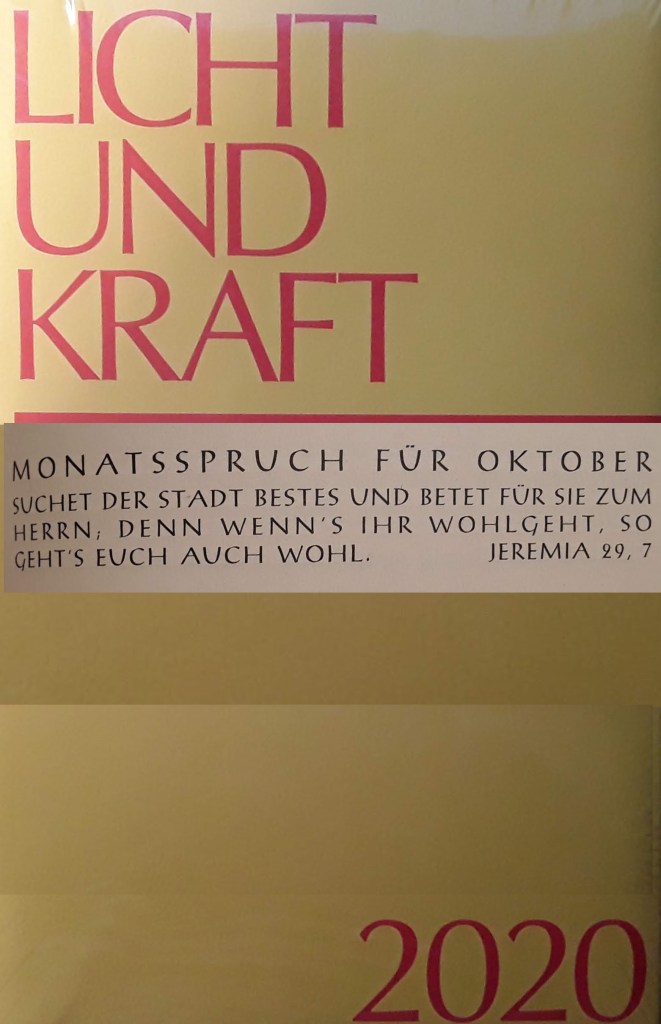 LICHT
UND
KRAFT
MONATSSPRUCH FÜR OKTOBER
SUCHET DER STADT BESTES UND BETET FÜR SIE ZUM
HERRN; DENN WENN'S IHR WOHLGEHT, SO
GEHT'S EUCH AUCH WOHL. JEREMIA 29, 7
2020